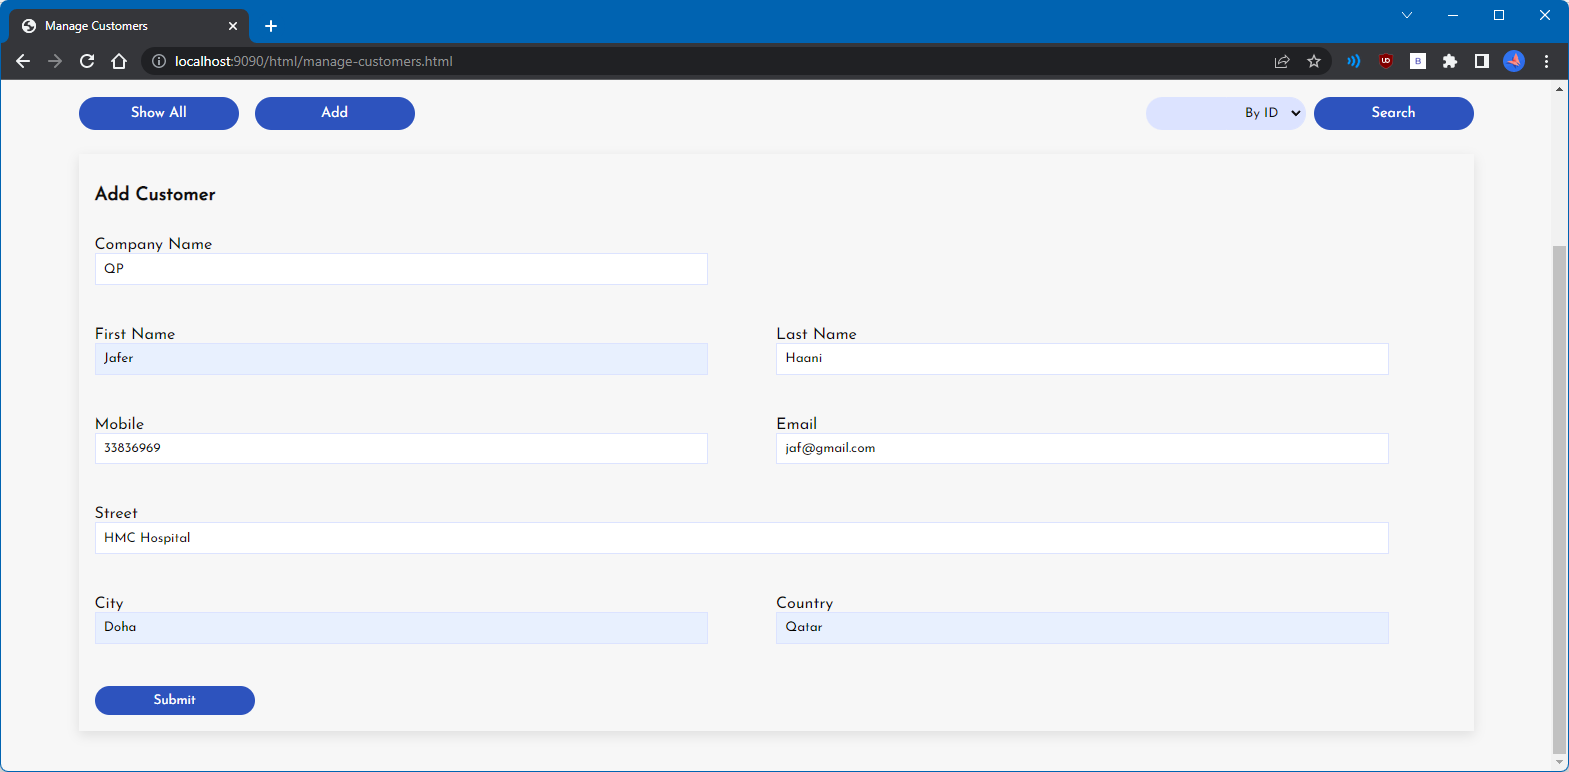 Manage Customers
localhost:9090/html/manage-customers.html
Show All Add By ID Search
Add Customer
Company Name
QP
First Name Last Name
Jafer Haani
Mobile Email
33836969 jaf@gmail.com
Street
HMC Hospital
City Country
Doha Qatar
Submit